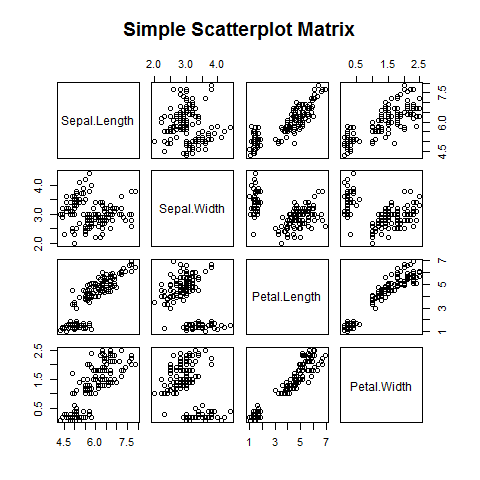 Simple Scatterplot Matrix
2.0 3.0 4.0 0.5 1.5 2.5
Sepal.Length
4.5 6.0 7.5
2.0 3.0 4.0
Sepal.Width
Petal.Length
1 3 5 7
0.5 1.5 2.5
Petal.Width
4.5 6.0 7.5 1 3 5 7